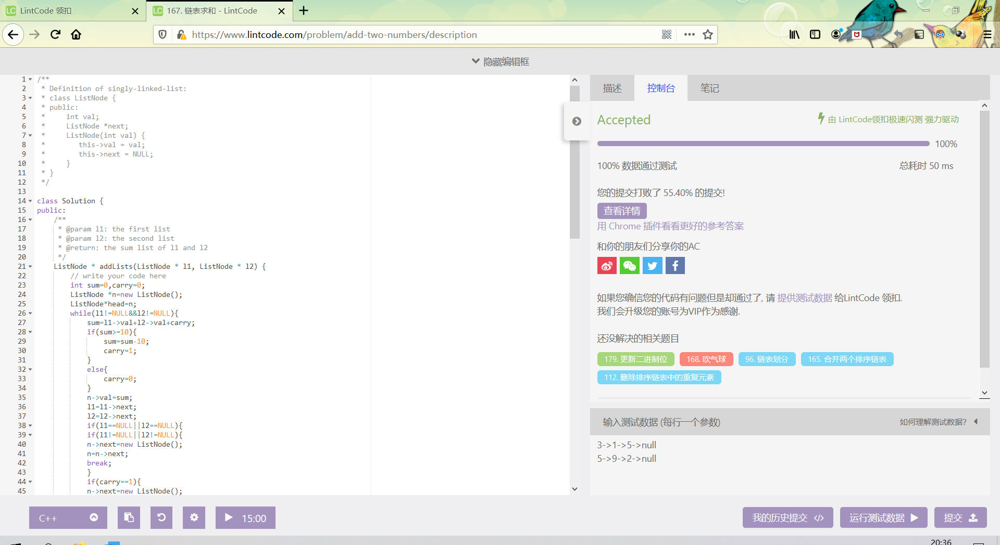 LintCode 领扣
167. 链表求和 - LintCode
https://www.lintcode.com/problem/add-two-numbers/description
隐藏编辑框
1 /**
2  * Definition of singly-linked-list:
3  * class ListNode {
4  * public:
5  *     int val;
6  *     ListNode *next;
7  *     ListNode(int val) {
8  *        this->val = val;
9  *        this->next = NULL;
10  *     }
11  * }
12  */
13
14 class Solution {
15 public:
16     /**
17      * @param l1: the first list
18      * @param l2: the second list
19      * @return: the sum list of l1 and l2
20      */
21     ListNode * addLists(ListNode * l1, ListNode * l2) {
22         // write your code here
23         int sum=0,carry=0;
24         ListNode *n=new ListNode();
25         ListNode*head=n;
26         while(l1!=NULL&&l2!=NULL){
27             sum=l1->val+l2->val+carry;
28             if(sum>=10){
29                 sum=sum-10;
30                 carry=1;
31             }
32             else{
33                 carry=0;
34             }
35             n->val=sum;
36             l1=l1->next;
37             l2=l2->next;
38             if(l1==NULL||l2==NULL){
39             if(l1!=NULL||l2!=NULL){
40             n->next=new ListNode();
41             n=n->next;
42             break;
43             }
44             if(carry==1){
45             n->next=new ListNode();
描述 控制台 笔记
Accepted
由 LintCode领扣极速闪测 强力驱动
100%
100% 数据通过测试 总耗时 50 ms
您的提交打败了 55.40% 的提交!
查看详情
用 Chrome 插件看看更好的参考答案
和你的朋友们分享你的AC
如果您确信您的代码有问题但是却通过了, 请 提供测试数据 给LintCode 领扣.
我们会升级您的账号为VIP作为感谢.
还没解决的相关题目
179. 更新二进制位 168. 吹气球 96. 链表划分 165. 合并两个排序链表
112. 删除排序链表中的重复元素
输入测试数据 (每行一个参数) 如何理解测试数据?
3->1->5->null
5->9->2->null
C++ 15:00 我的历史提交 </> 运行测试数据 提交
20:36